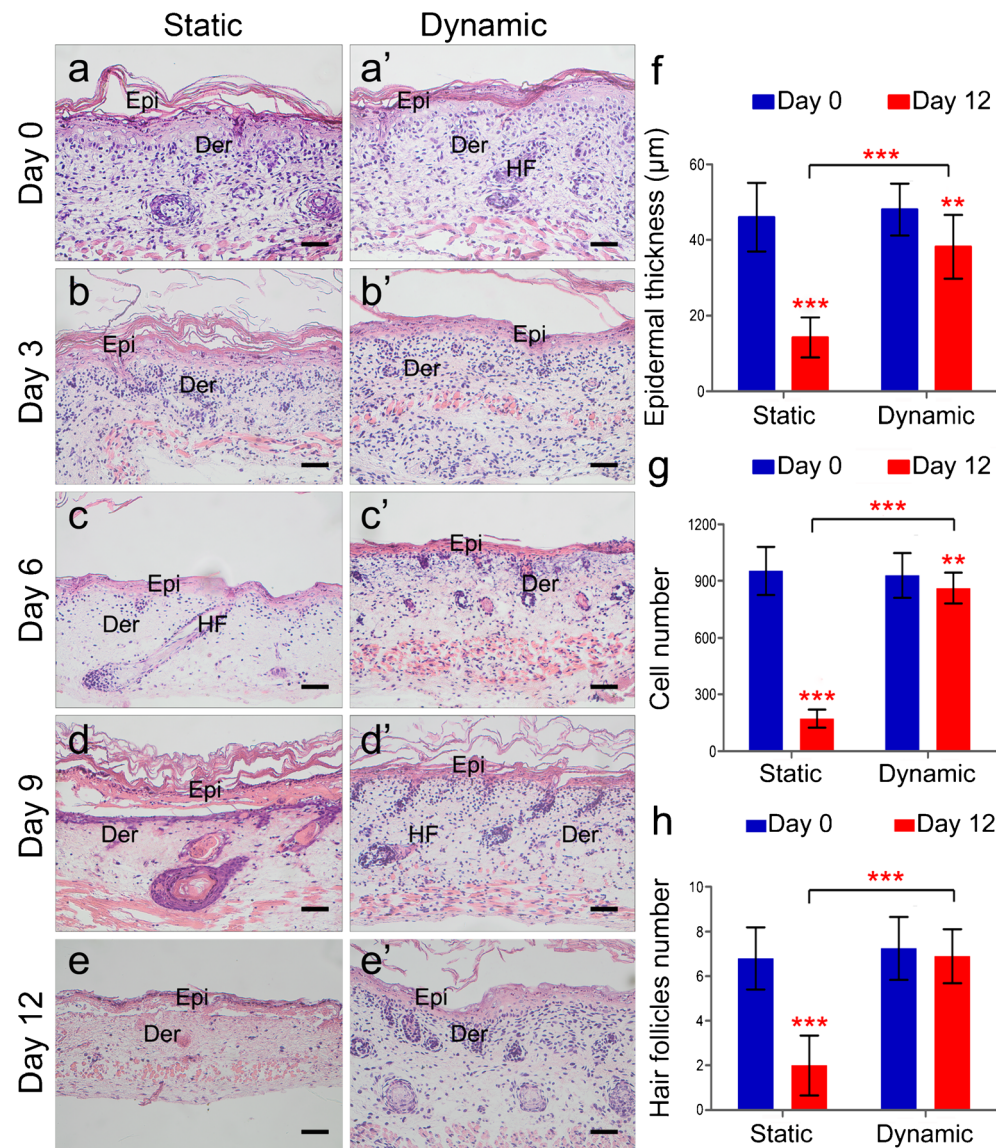 Static
Dynamic
Day 0
a
Epi
Der
a'
Epi
Der
HF
Day 3
b
Epi
Der
b'
Epi
Der
Day 6
c
Epi
Der
HF
c'
Epi
Der
Day 9
d
Epi
Der
d'
Epi
HF
Der
Day 12
e
Epi
Der
e'
Epi
Der
f
Day 0
Day 12
Epidermal thickness (μm)
60
40
20
0
***
***
**
Static
Dynamic
g
Day 0
Day 12
Cell number
1200
900
600
300
0
***
***
**
Static
Dynamic
h
Day 0
Day 12
Hair follicles number
10
8
6
4
2
0
***
***
Static
Dynamic